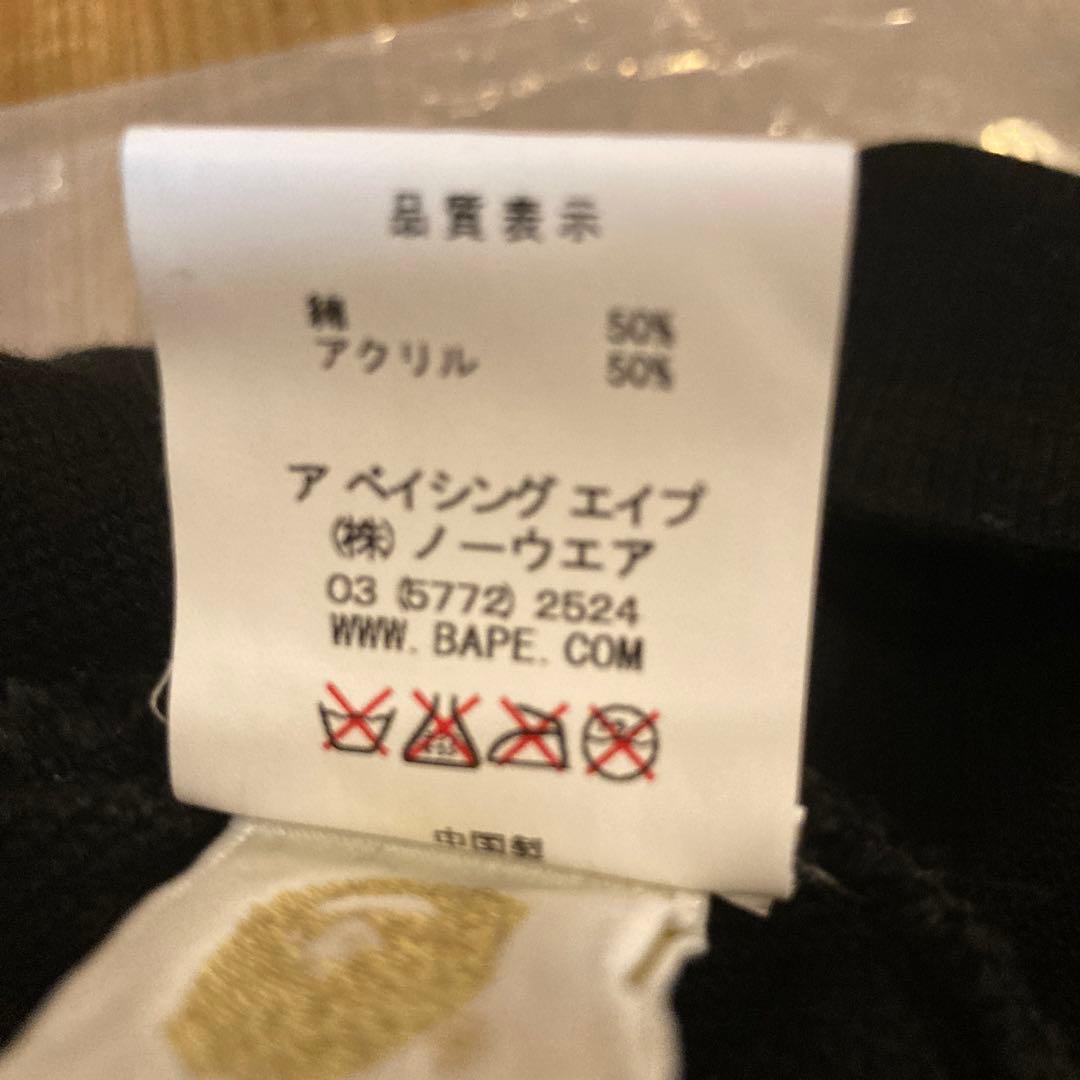 品質表示
綿 50%
アクリル 50%
ア ベイシング エイプ
(株) ノーウエア
03 (5772) 2524
WWW. BAPE. COM
中国製